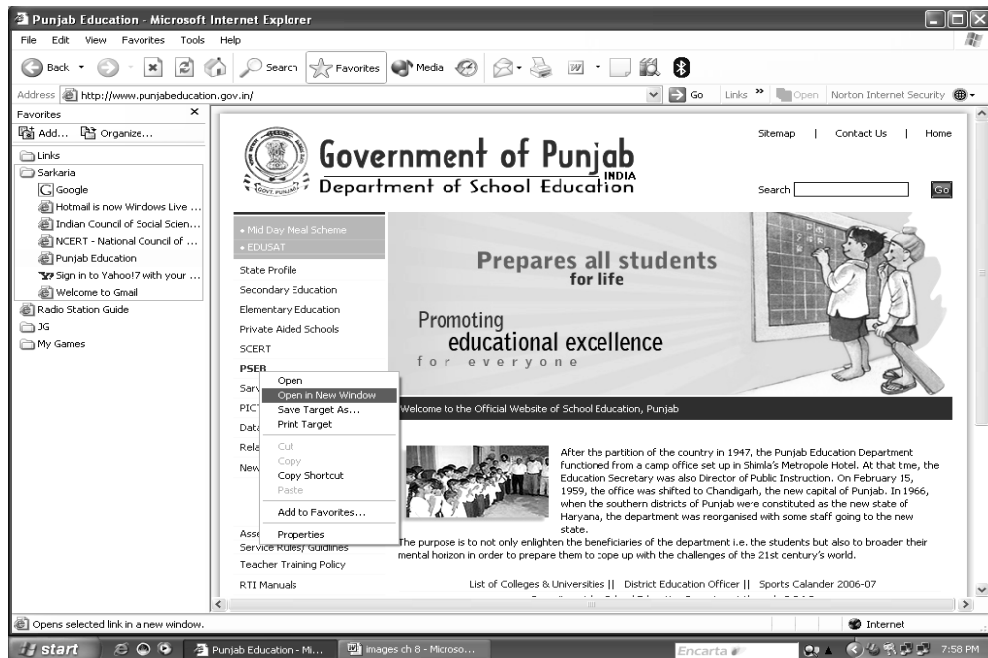 Punjab Education - Microsoft Internet Explorer
File Edit View Favorites Tools Help
Back Search Favorites Media
Address http://www.punjabeducation.gov.in/ Go Links » Open Norton Internet Security
Favorites
Add... Organize...
Links
Sarkaria
Google
Hotmail is now Windows Live ...
Indian Council of Social Scien...
NCERT - National Council of ...
Punjab Education
Sign in to Yahoo!7 with your ...
Welcome to Gmail
Radio Station Guide
JG
My Games
Sitemap | Contact Us | Home
GOVT. PUNJAB
Government of Punjab
INDIA
Department of School Education
Search Go
Mid Day Meal Scheme
EDUSAT
State Profile
Secondary Education
Elementary Education
Private Aided Schools
SCERT
PSEB
Sarv
PICT
Data
Rela
New
Asse
Service Rules/ Guidlines
Teacher Training Policy
RTI Manuals
Open
Open in New Window
Save Target As...
Print Target
Cut
Copy
Copy Shortcut
Paste
Add to Favorites...
Properties
Prepares all students
for life
Promoting
educational excellence
for everyone
Welcome to the Official Website of School Education, Punjab
After the partition of the country in 1947, the Punjab Education Department
functioned from a camp office set up in Shimla's Metropole Hotel. At that time, the
Education Secretary was also Director of Public Instruction. On February 15,
1959, the office was shifted to Chandigarh, the new capital of Punjab. In 1966,
when the southern districts of Punjab were constituted as the new state of
Haryana, the department was reorganised with some staff going to the new
state.
The purpose is to not only enlighten the beneficiaries of the department i.e. the students but also to broader their
mental horizon in order to prepare them to cope up with the challenges of the 21st century's world.
List of Colleges & Universities || District Education Officer || Sports Calander 2006-07
Opens selected link in a new window. Internet
start Punjab Education - Mi... images ch 8 - Microso... Encarta 7:58 PM